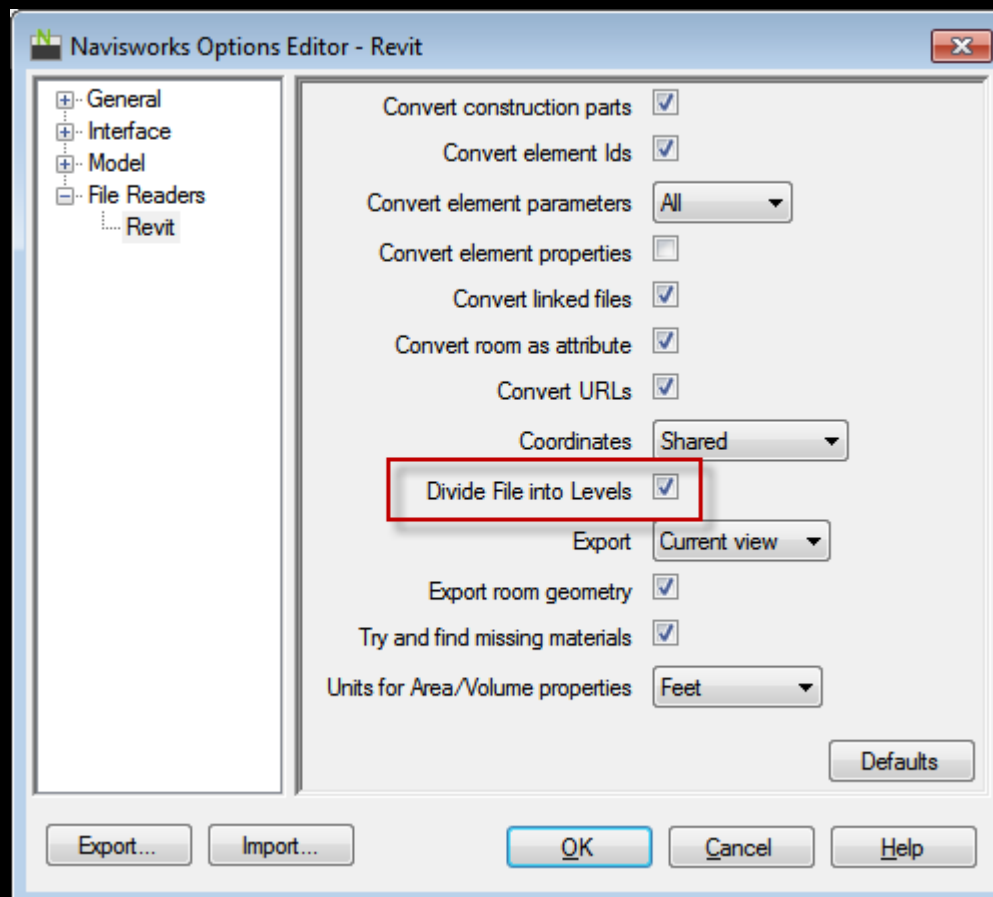 Navisworks Options Editor - Revit
General
Interface
Model
File Readers
Revit
Convert construction parts
Convert element Ids
Convert element parameters All
Convert element properties
Convert linked files
Convert room as attribute
Convert URLs
Coordinates Shared
Divide File into Levels
Export Current view
Export room geometry
Try and find missing materials
Units for Area/Volume properties Feet
Defaults
Export... Import... OK Cancel Help